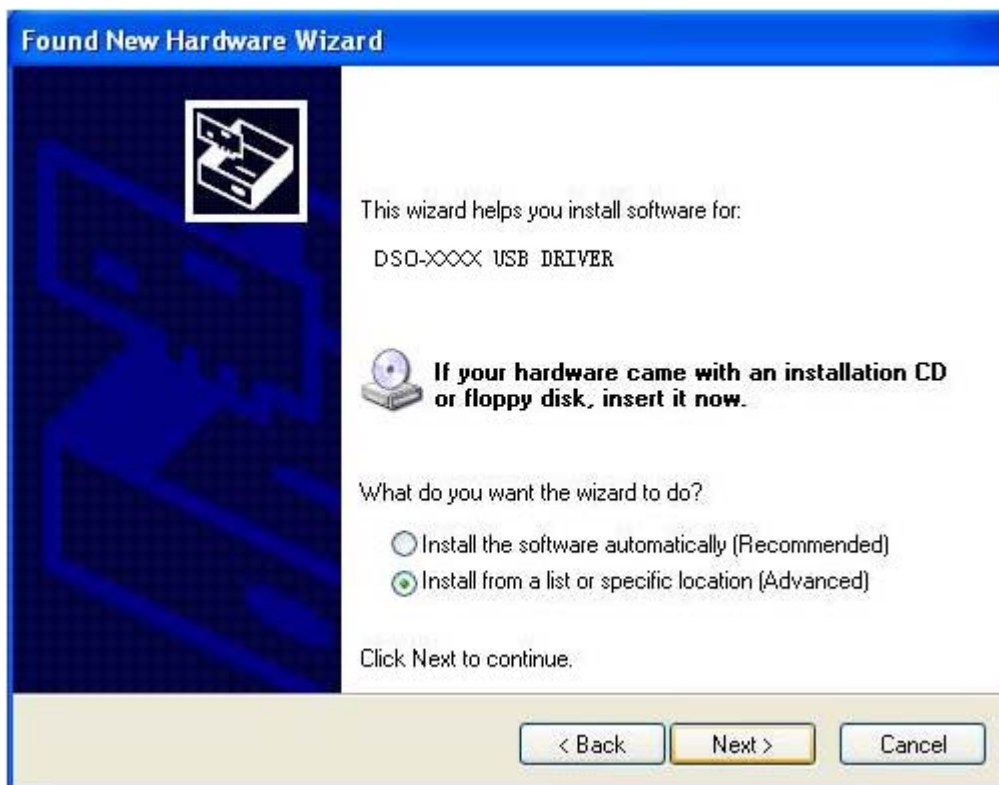 Found New Hardware Wizard
This wizard helps you install software for:
DSO-XXXX USB DRIVER
If your hardware came with an installation CD
or floppy disk, insert it now.
What do you want the wizard to do?
Install the software automatically (Recommended)
Install from a list or specific location (Advanced)
Click Next to continue.
< Back
Next >
Cancel